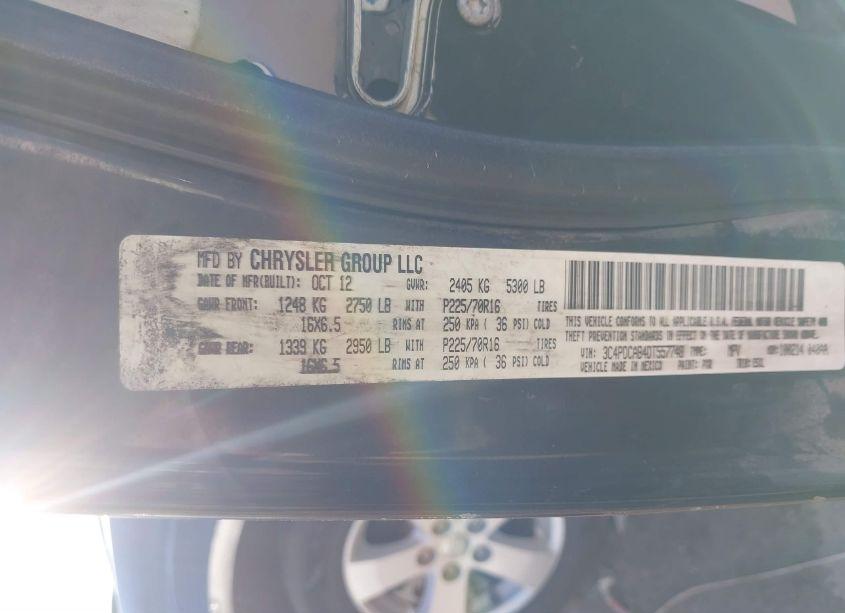 MFD BY CHRYSLER GROUP LLC
DATE OF MFR(BUILT): OCT 12 GVWR: 2405 KG 5300 LB
GAWR FRONT: 1248 KG 2750 LB WITH P225/70R16 TIRES
16X6.5 RIMS AT 250 KPA ( 36 PSI) COLD
GAWR REAR: 1339 KG 2950 LB WITH P225/70R16 TIRES
16X6.5 RIMS AT 250 KPA ( 36 PSI) COLD
THIS VEHICLE CONFORMS TO ALL APPLICABLE U.S.A. FEDERAL MOTOR VEHICLE SAFETY AND
THEFT PREVENTION STANDARDS IN EFFECT ON THE DATE OF MANUFACTURE SHOWN ABOVE.
VIN: TYPE: MPV
VEHICLE MADE IN MEXICO PAINT: